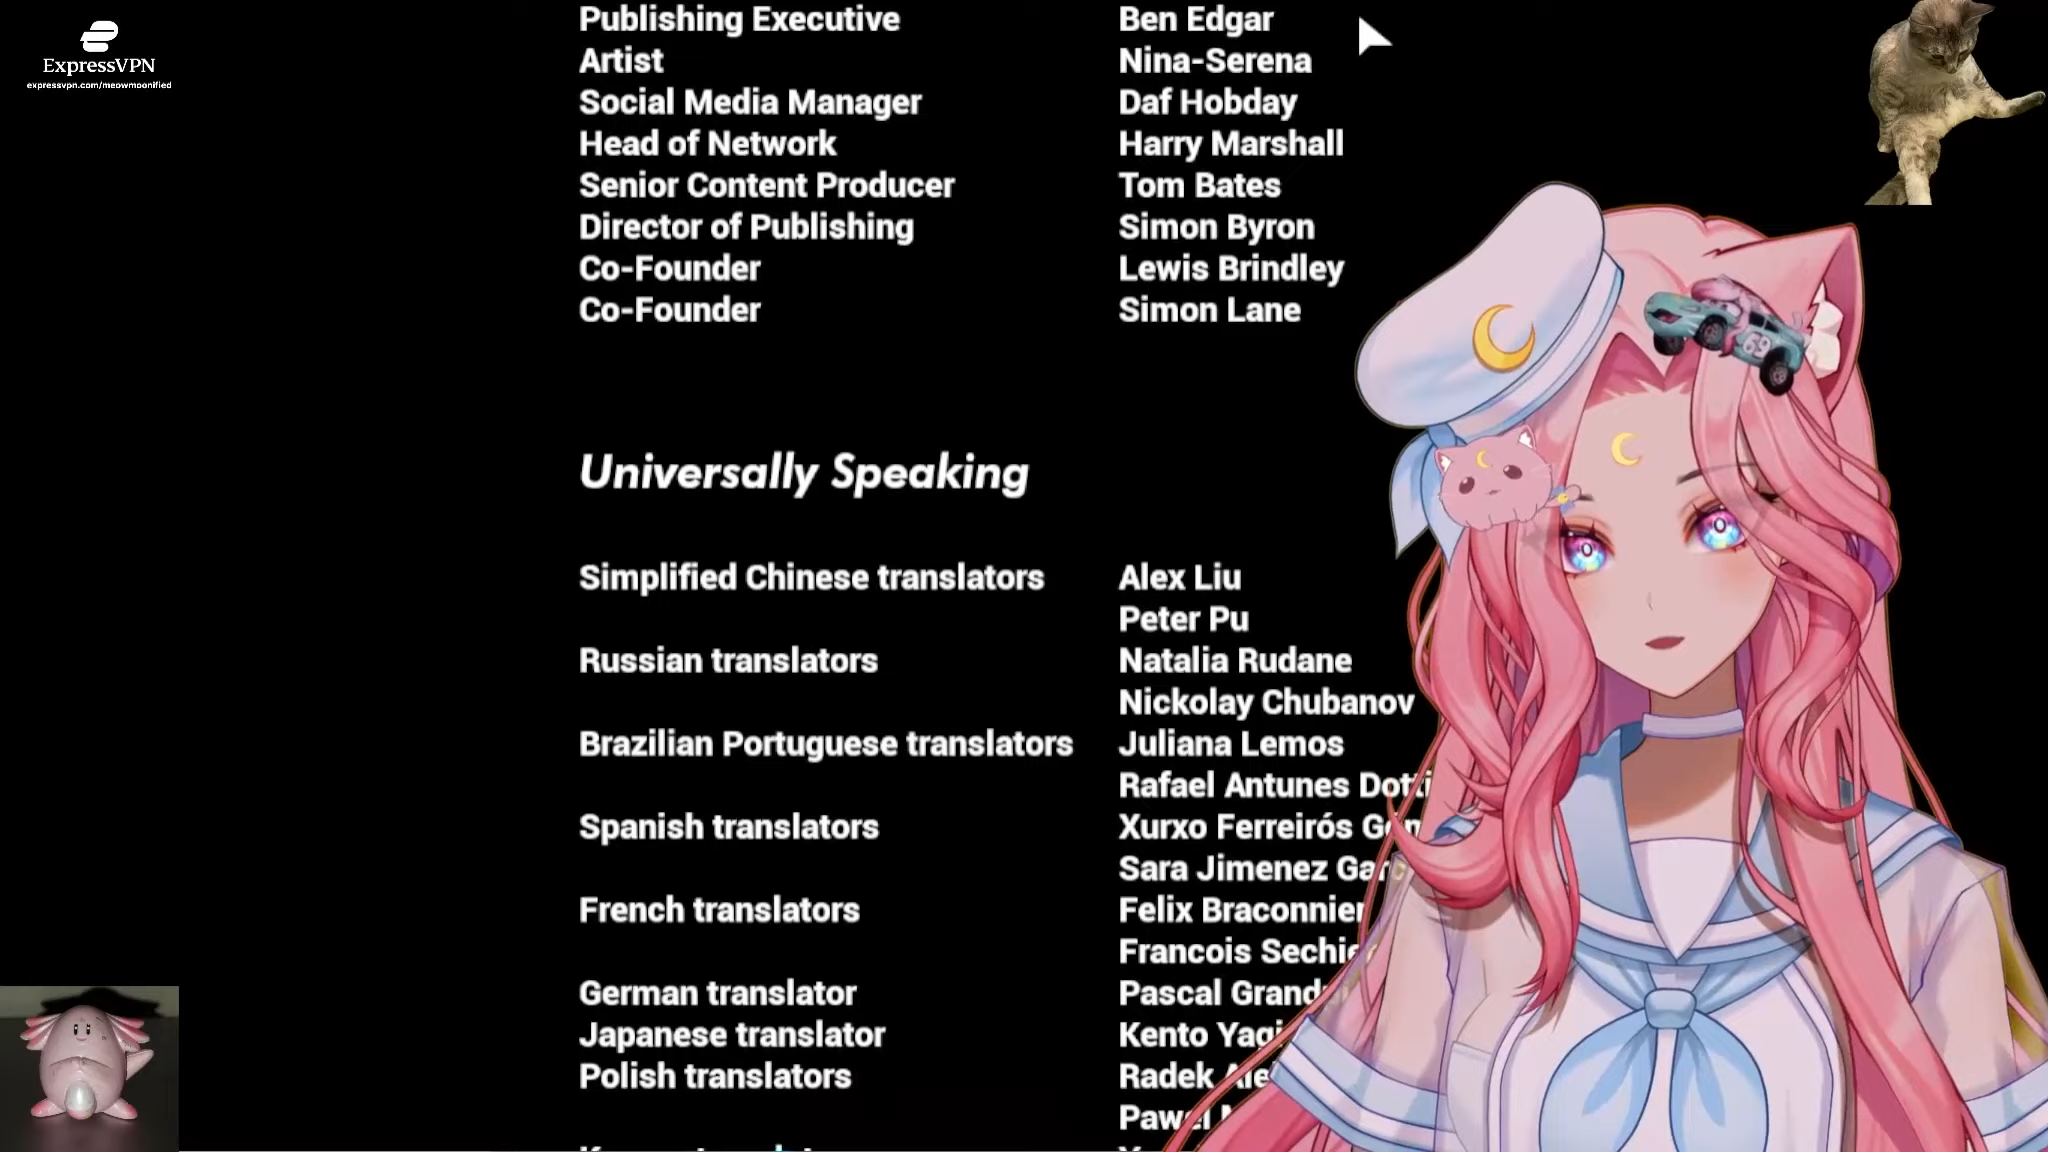 ExpressVPN
expressvpn.com/meowmoonified
Publishing Executive Ben Edgar
Artist Nina-Serena
Social Media Manager Daf Hobday
Head of Network Harry Marshall
Senior Content Producer Tom Bates
Director of Publishing Simon Byron
Co-Founder Lewis Brindley
Co-Founder Simon Lane
69
Universally Speaking
Simplified Chinese translators Alex Liu
Peter Pu
Russian translators Natalia Rudane
Nickolay Chubanov
Brazilian Portuguese translators Juliana Lemos
Rafael Antunes Dotti
Spanish translators Xurxo Ferreirós
Sara Jimenez
French translators Felix Braconnier
Francois
German translator Pascal
Japanese translator Kento Yagi
Polish translators Radek